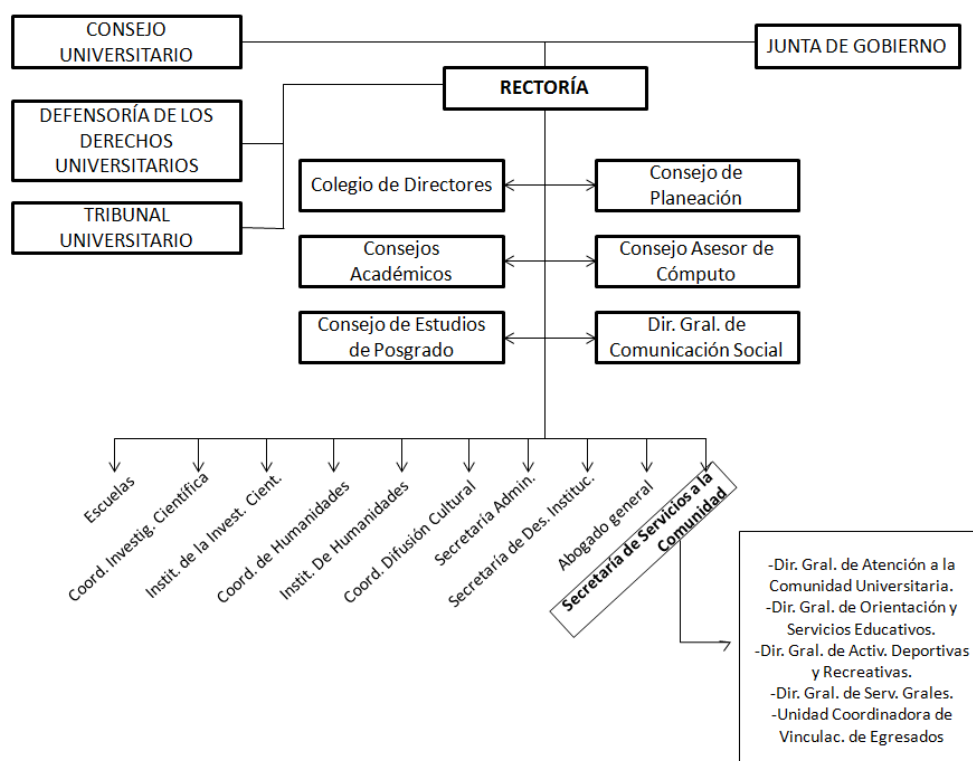 CONSEJO
UNIVERSITARIO
JUNTA DE GOBIERNO
RECTORÍA
DEFENSORÍA DE LOS
DERECHOS
UNIVERSITARIOS
TRIBUNAL
UNIVERSITARIO
Colegio de Directores
Consejo de
Planeación
Consejos
Académicos
Consejo Asesor de
Cómputo
Consejo de Estudios
de Posgrado
Dir. Gral. de
Comunicación Social
Escuelas
Coord. Investig. Científica
Instit. de la Invest. Cient.
Coord. de Humanidades
Instit. De Humanidades
Coord. Difusión Cultural
Secretaría Admin.
Secretaría de Des. Instituc.
Abogado general
Secretaría de Servicios a la
Comunidad
-Dir. Gral. de Atención a la
Comunidad Universitaria.
-Dir. Gral. de Orientación y
Servicios Educativos.
-Dir. Gral. de Activ. Deportivas
y Recreativas.
-Dir. Gral. de Serv. Grales.
-Unidad Coordinadora de
Vinculac. de Egresados